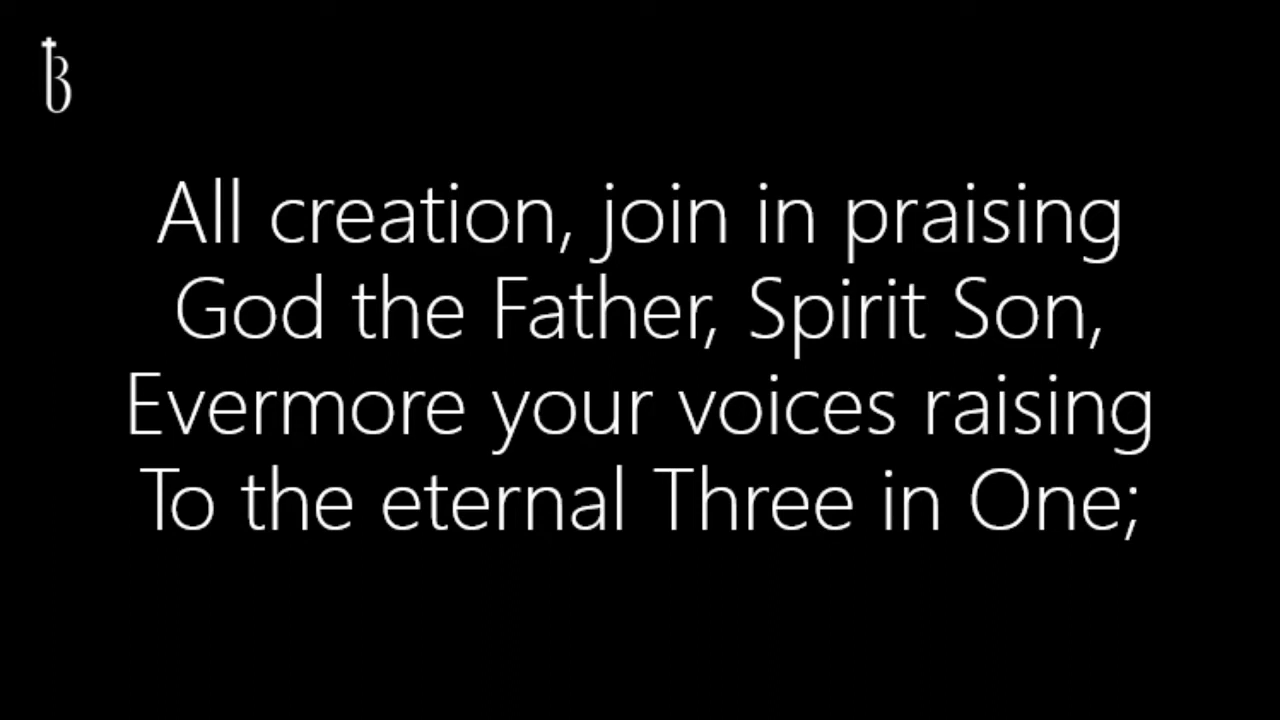 B
All creation, join in praising
God the Father, Spirit Son,
Evermore your voices raising
To the eternal Three in One;